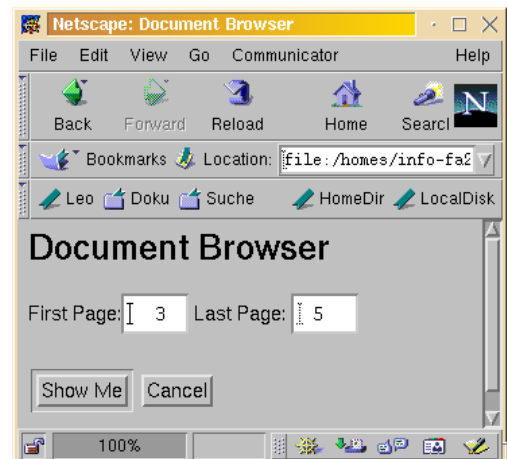 Netscape: Document Browser
File Edit View Go Communicator Help
Back Forward Reload Home Searcl N
Bookmarks Location: file:/homes/info-fa2
Leo Doku Suche HomeDir LocalDisk
Document Browser
First Page: 3 Last Page: 5
Show Me Cancel
100%